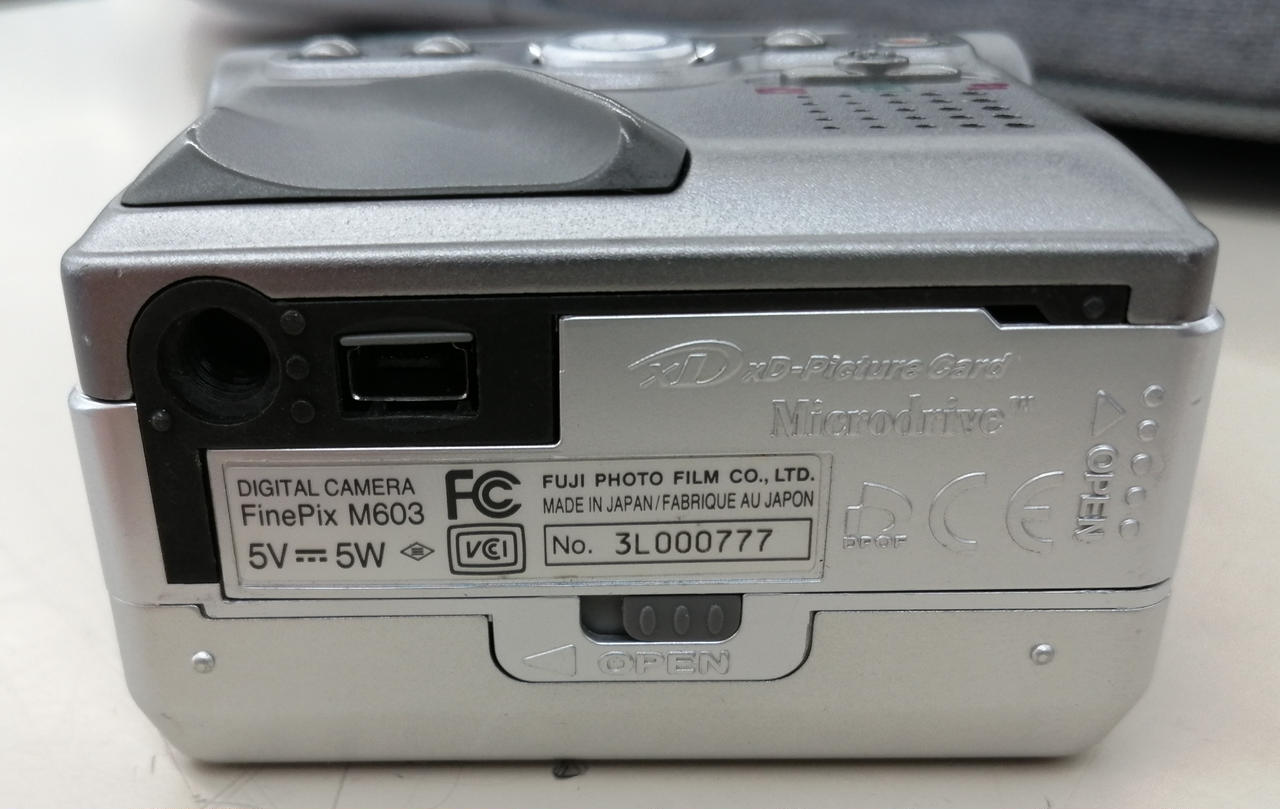 xD xD-Picture Card
Microdrive™
OPEN
DIGITAL CAMERA
FinePix M603
5V 5W
FC
VCI
FUJI PHOTO FILM CO., LTD.
MADE IN JAPAN/FABRIQUE AU JAPON
No. 3L000777
DPOF
CE
OPEN